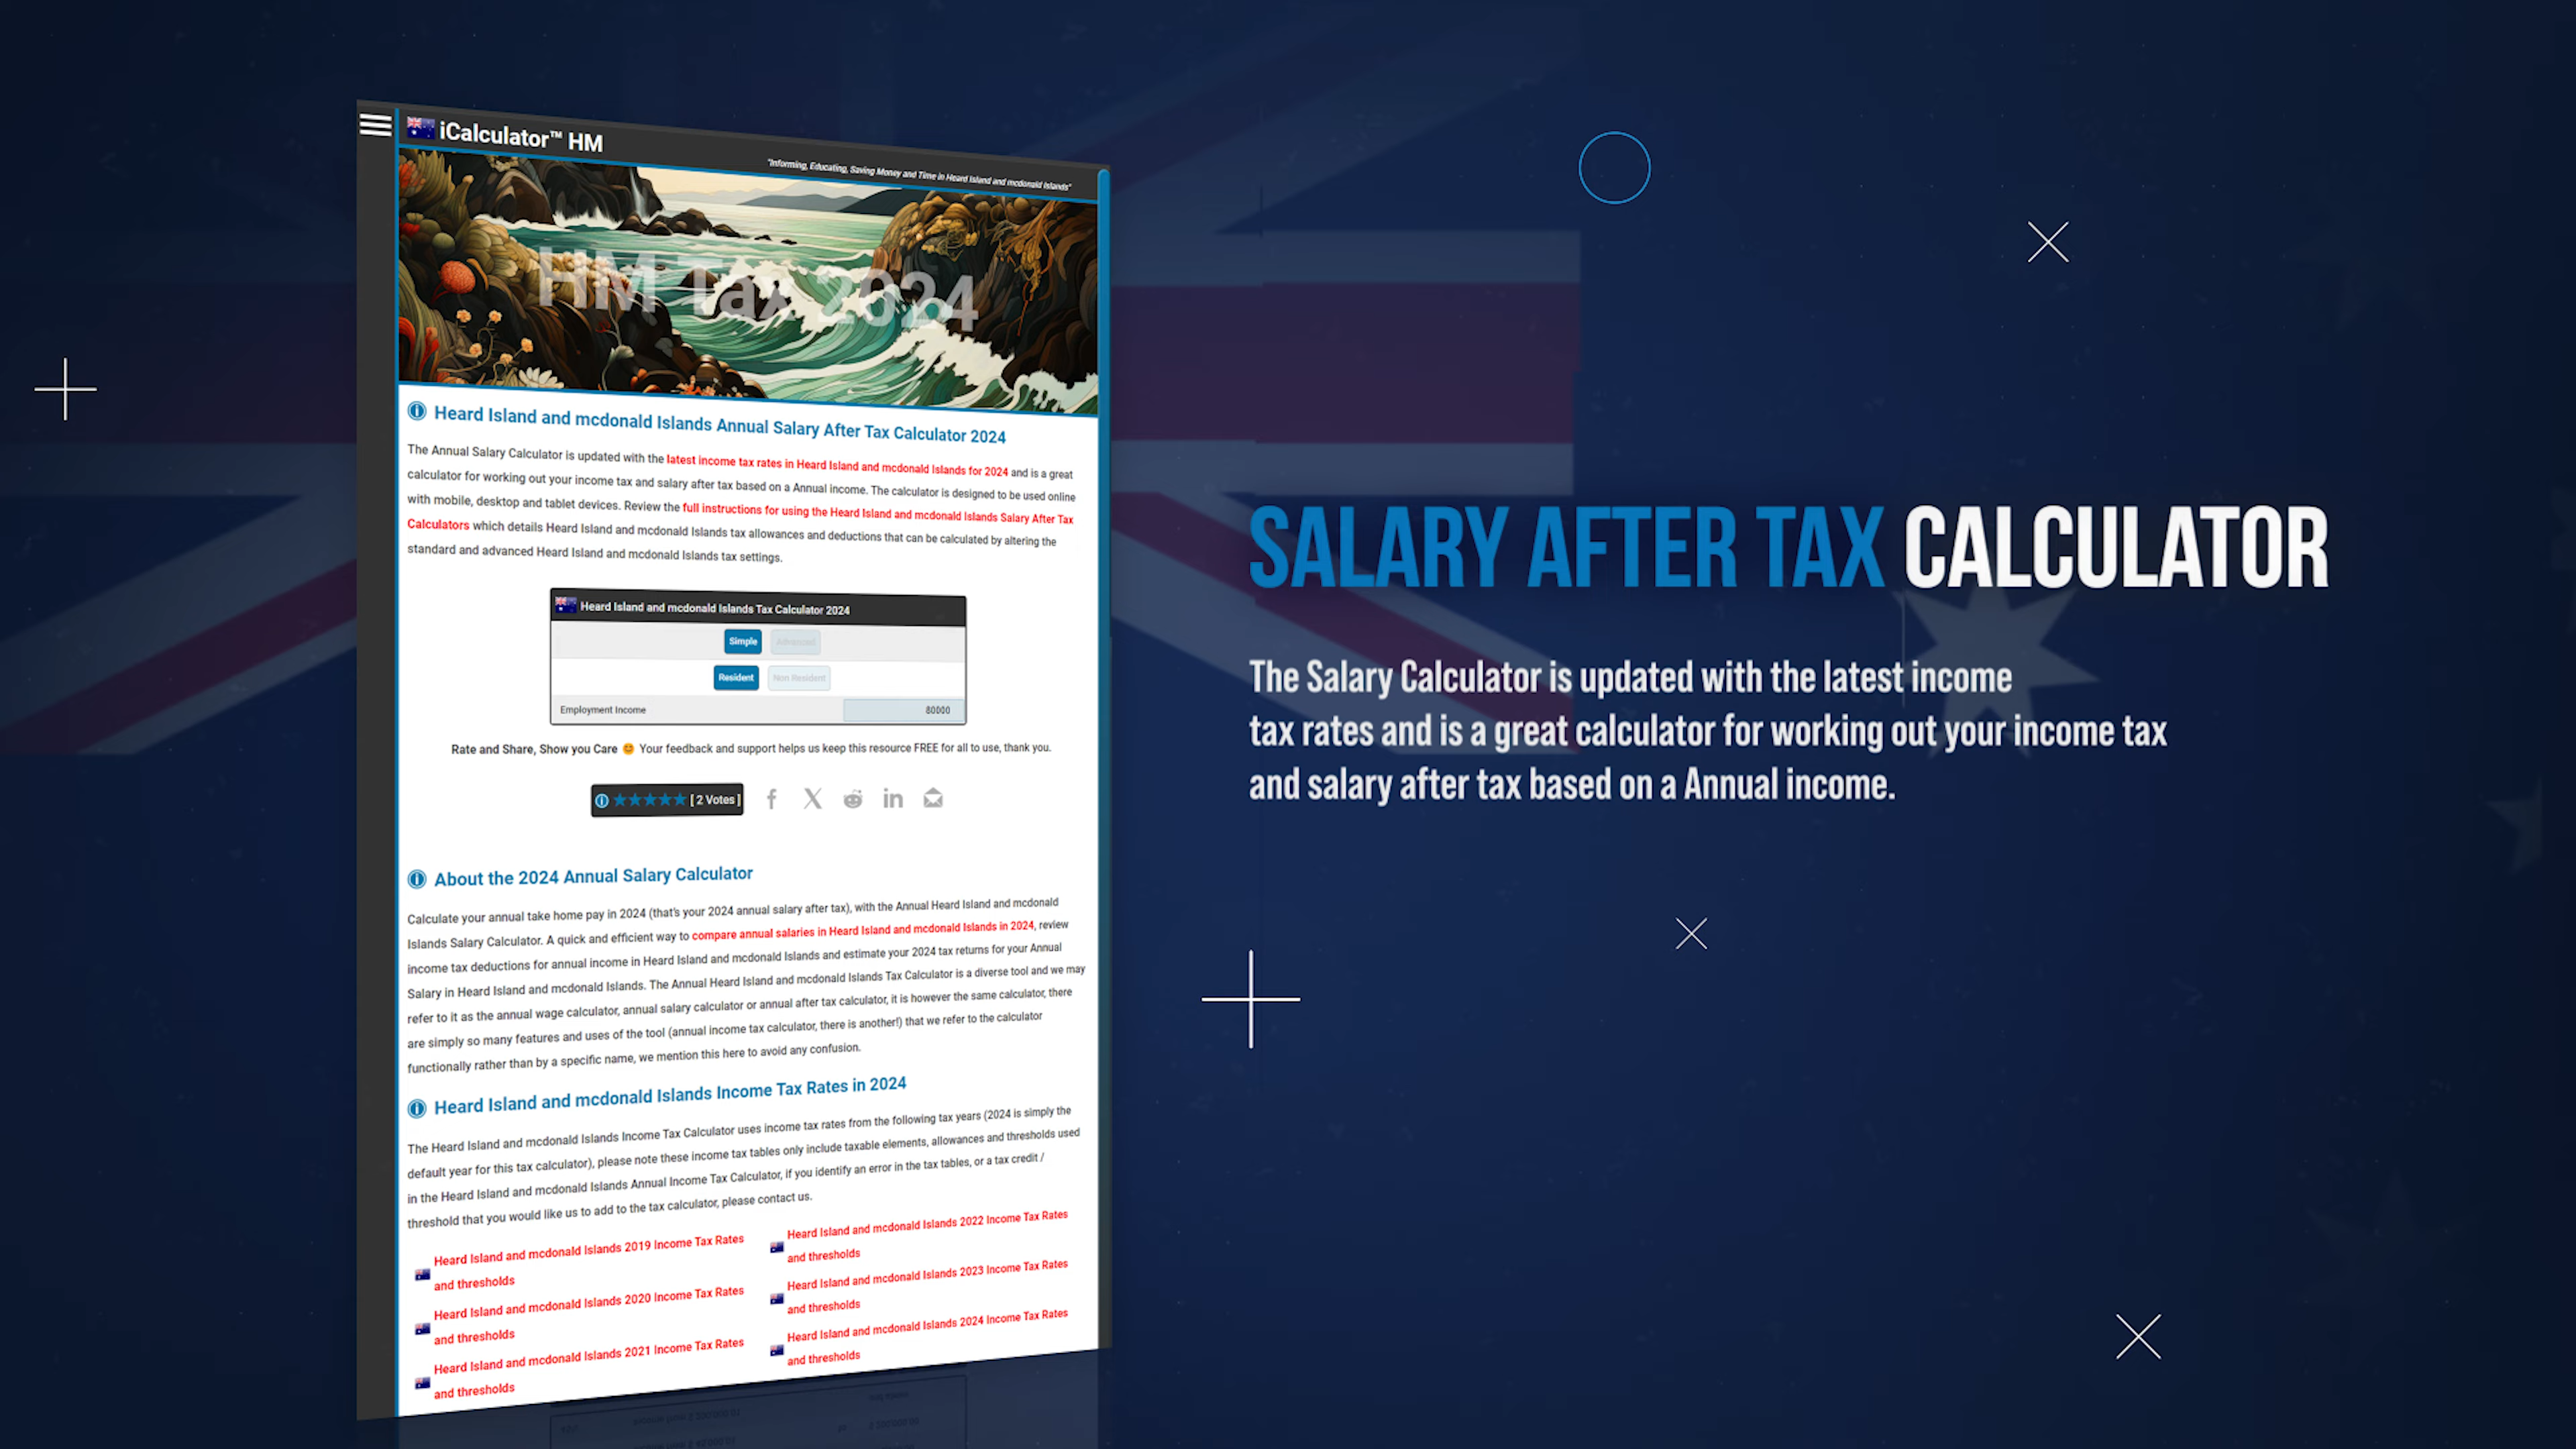 iCalculator™ HM
"Informing, Educating, Saving Money and Time in Heard Island and mcdonald Islands"
HM Tax 2024
Heard Island and mcdonald Islands Annual Salary After Tax Calculator 2024
The Annual Salary Calculator is updated with the latest income tax rates in Heard Island and mcdonald Islands for 2024 and is a great
calculator for working out your income tax and salary after tax based on a Annual income. The calculator is designed to be used online
with mobile, desktop and tablet devices. Review the full instructions for using the Heard Island and mcdonald Islands Salary After Tax
Calculators which details Heard Island and mcdonald Islands tax allowances and deductions that can be calculated by altering the
standard and advanced Heard Island and mcdonald Islands tax settings.
Heard Island and mcdonald Islands Tax Calculator 2024
Simple Advanced
Resident Non Resident
Employment Income 80000
Rate and Share, Show you Care 😊 Your feedback and support helps us keep this resource FREE for all to use, thank you.
★★★★★ [ 2 Votes ]
About the 2024 Annual Salary Calculator
Calculate your annual take home pay in 2024 (that's your 2024 annual salary after tax), with the Annual Heard Island and mcdonald
Islands Salary Calculator. A quick and efficient way to compare annual salaries in Heard Island and mcdonald Islands in 2024, review
income tax deductions for annual income in Heard Island and mcdonald Islands and estimate your 2024 tax returns for your Annual
Salary in Heard Island and mcdonald Islands. The Annual Heard Island and mcdonald Islands Tax Calculator is a diverse tool and we may
refer to it as the annual wage calculator, annual salary calculator or annual after tax calculator, it is however the same calculator, there
are simply so many features and uses of the tool (annual income tax calculator, there is another!) that we refer to the calculator
functionally rather than by a specific name, we mention this here to avoid any confusion.
Heard Island and mcdonald Islands Income Tax Rates in 2024
The Heard Island and mcdonald Islands Income Tax Calculator uses income tax rates from the following tax years (2024 is simply the
default year for this tax calculator), please note these income tax tables only include taxable elements, allowances and thresholds used
in the Heard Island and mcdonald Islands Annual Income Tax Calculator, if you identify an error in the tax tables, or a tax credit /
threshold that you would like us to add to the tax calculator, please contact us.
Heard Island and mcdonald Islands 2019 Income Tax Rates
and thresholds
Heard Island and mcdonald Islands 2020 Income Tax Rates
and thresholds
Heard Island and mcdonald Islands 2021 Income Tax Rates
and thresholds
Heard Island and mcdonald Islands 2022 Income Tax Rates
and thresholds
Heard Island and mcdonald Islands 2023 Income Tax Rates
and thresholds
Heard Island and mcdonald Islands 2024 Income Tax Rates
and thresholds
SALARY AFTER TAX CALCULATOR
The Salary Calculator is updated with the latest income
tax rates and is a great calculator for working out your income tax
and salary after tax based on a Annual income.